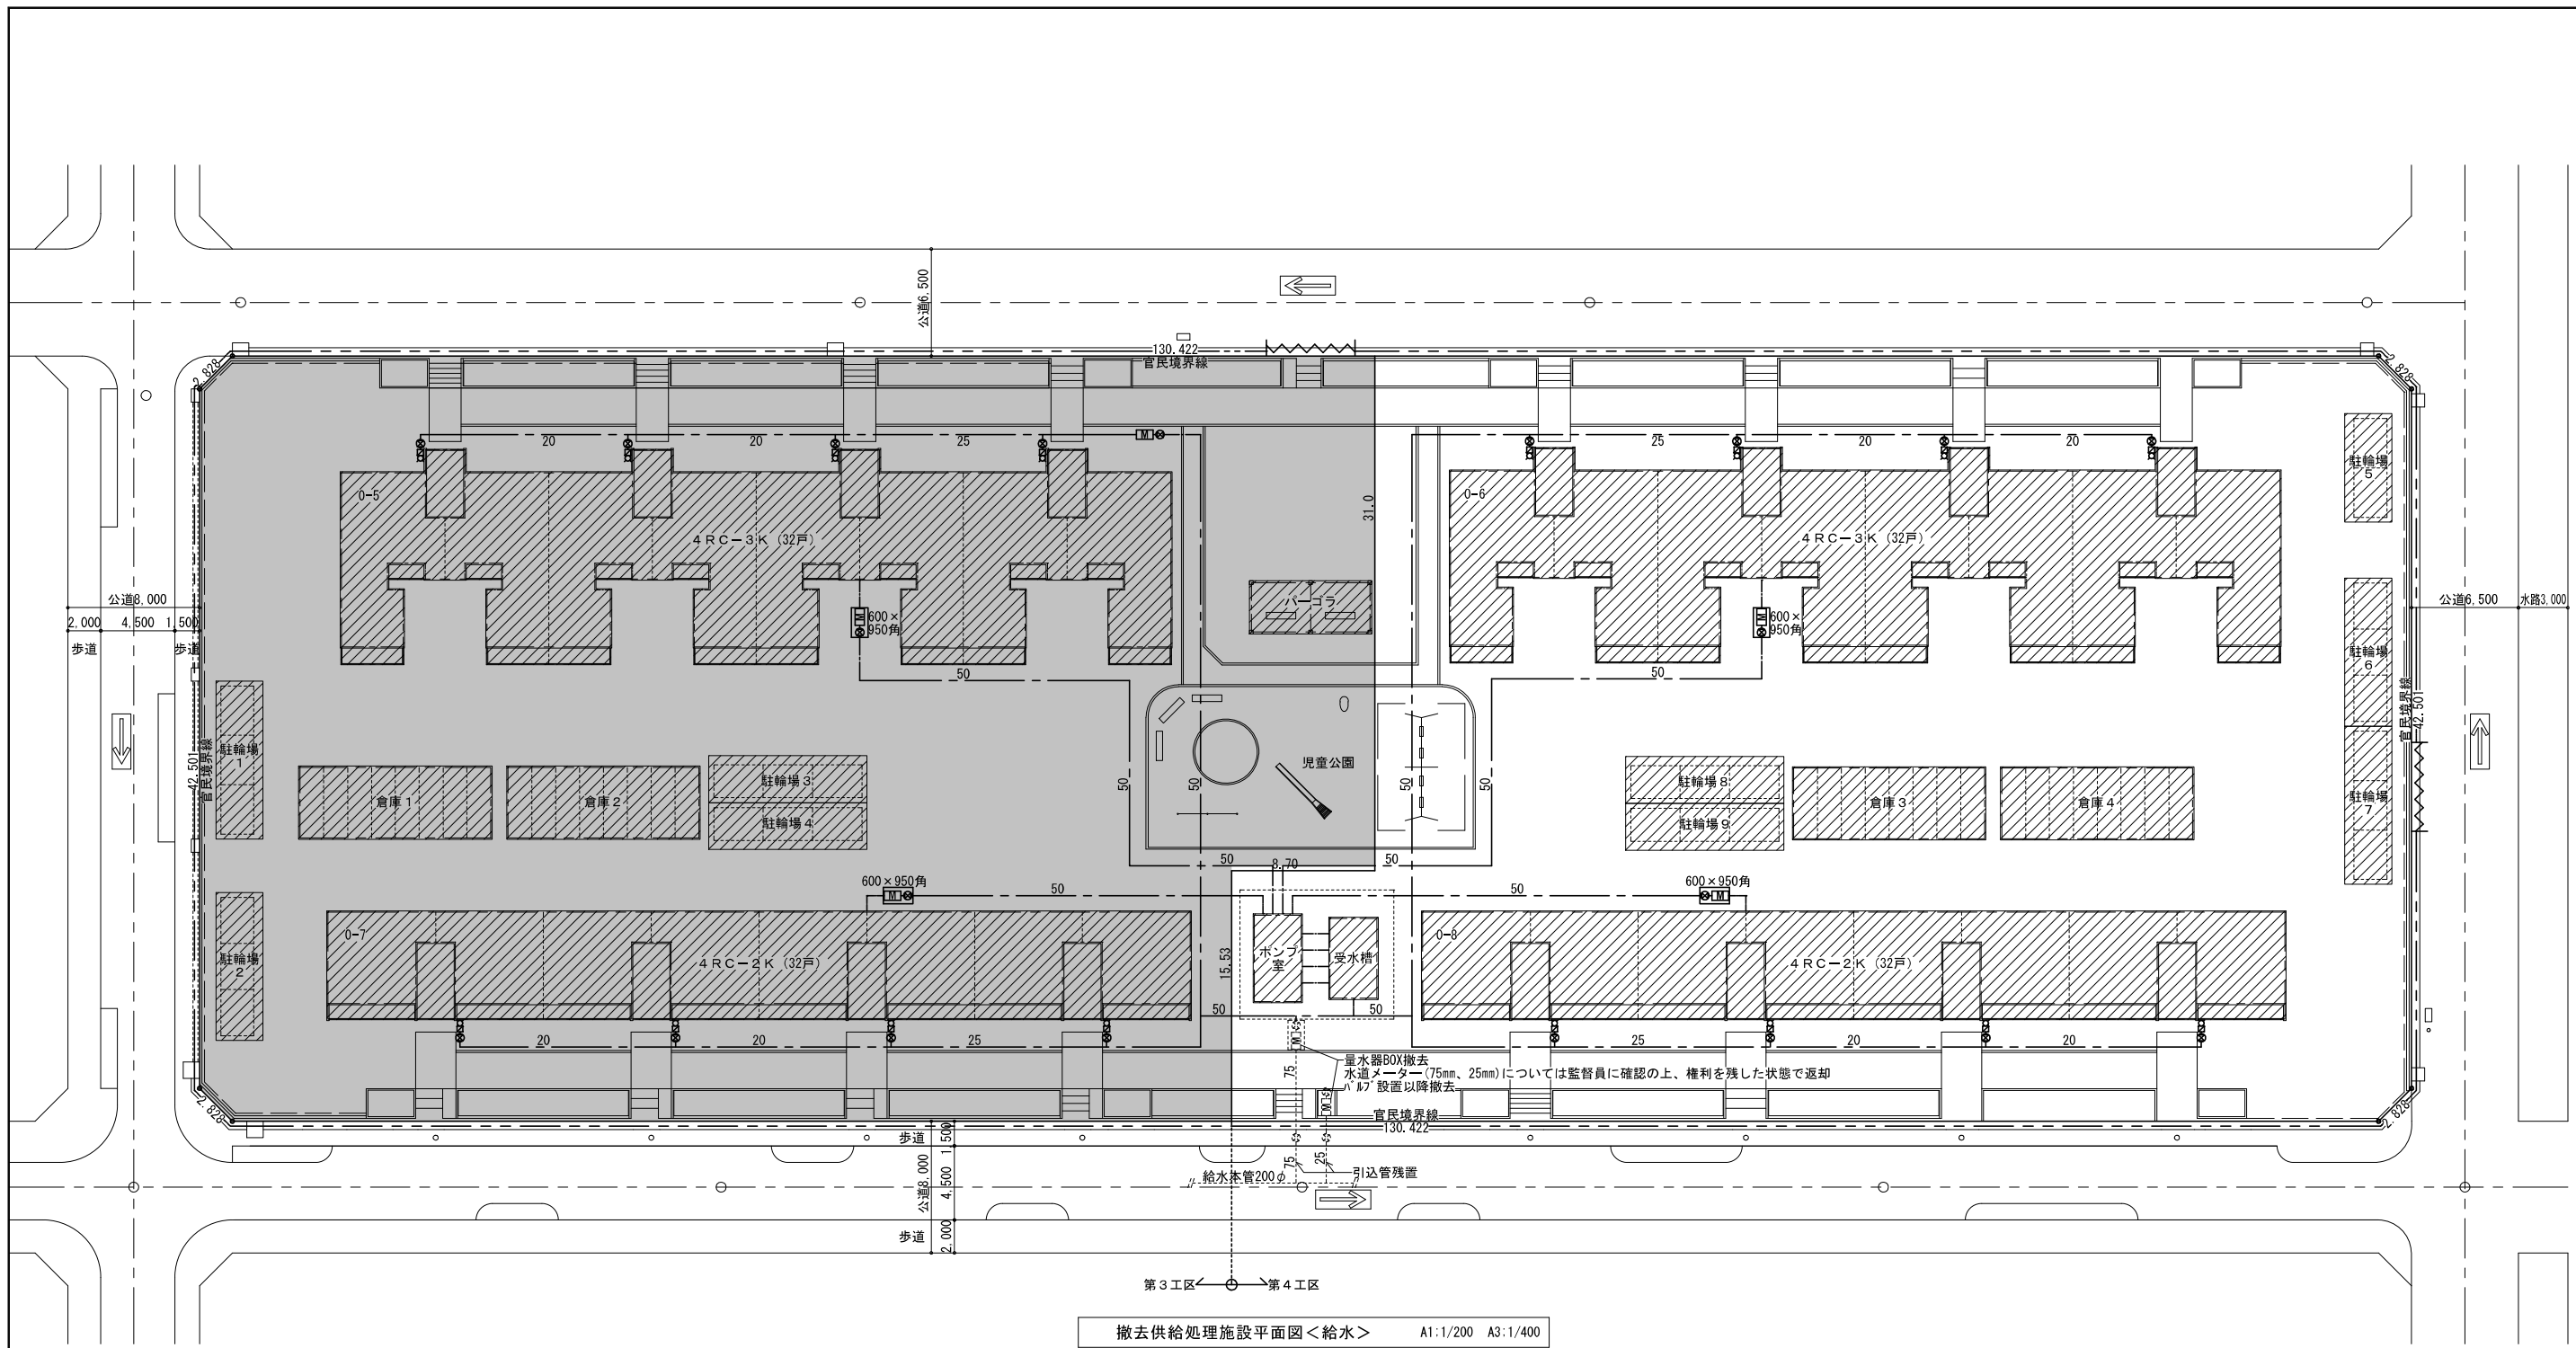 公道6,500
130.422
官民境界線
2.828
2.828
20
20
25
25
20
20
O-5
4RC-3K (32戸)
31.0
O-6
4RC-3K (32戸)
駐輪場
5
パーゴラ
公道8,000
2,000
4,500
1,500
歩道
歩道
600×
950角
600×
950角
公道6,500
水路3.000
駐輪場
6
50
50
官民境界線
42.501
42.501
官民境界線
駐輪場
1
倉庫1
倉庫2
駐輪場3
駐輪場4
50
50
児童公園
50
50
駐輪場8
駐輪場9
倉庫3
倉庫4
駐輪場
7
50
8.70
50
600×950角
50
50
600×950角
O-7
4RC-2K (32戸)
駐輪場
2
15.53
ポンプ
室
受水槽
O-8
4RC-2K (32戸)
50
50
20
20
25
25
20
20
M
75
量水器BOX撤去
水道メーター(75mm、25mm)については監督員に確認の上、権利を残した状態で返却
バルブ設置以降撤去
官民境界線
130.422
2.828
2.828
歩道
1,500
公道8,000
4,500
歩道
2,000
給水本管200φ
75
25
引込管残置
第3工区
第4工区
撤去供給処理施設平面図<給水>
A1:1/200 A3:1/400